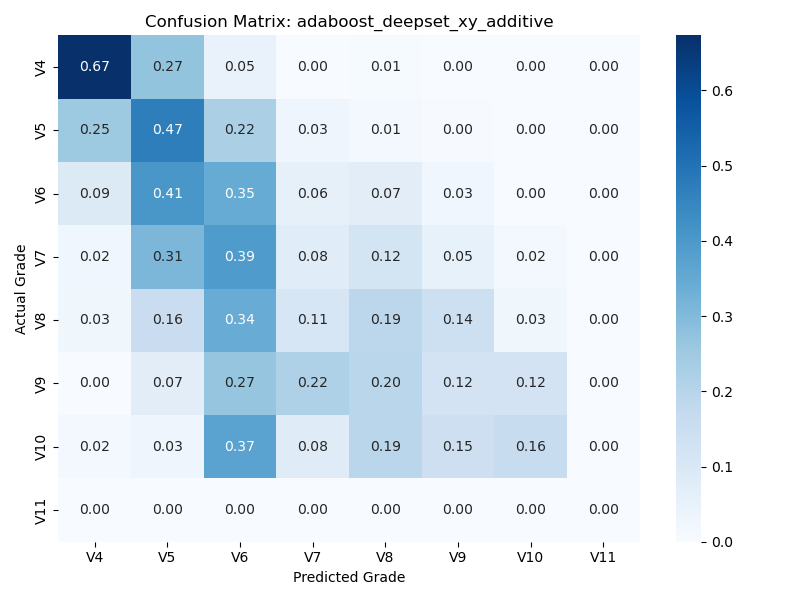 Confusion Matrix: adaboost_deepset_xy_additive
Actual Grade
V4 0.67 0.27 0.05 0.00 0.01 0.00 0.00 0.00
V5 0.25 0.47 0.22 0.03 0.01 0.00 0.00 0.00
V6 0.09 0.41 0.35 0.06 0.07 0.03 0.00 0.00
V7 0.02 0.31 0.39 0.08 0.12 0.05 0.02 0.00
V8 0.03 0.16 0.34 0.11 0.19 0.14 0.03 0.00
V9 0.00 0.07 0.27 0.22 0.20 0.12 0.12 0.00
V10 0.02 0.03 0.37 0.08 0.19 0.15 0.16 0.00
V11 0.00 0.00 0.00 0.00 0.00 0.00 0.00 0.00
V4 V5 V6 V7 V8 V9 V10 V11
Predicted Grade
0.6
0.5
0.4
0.3
0.2
0.1
0.0